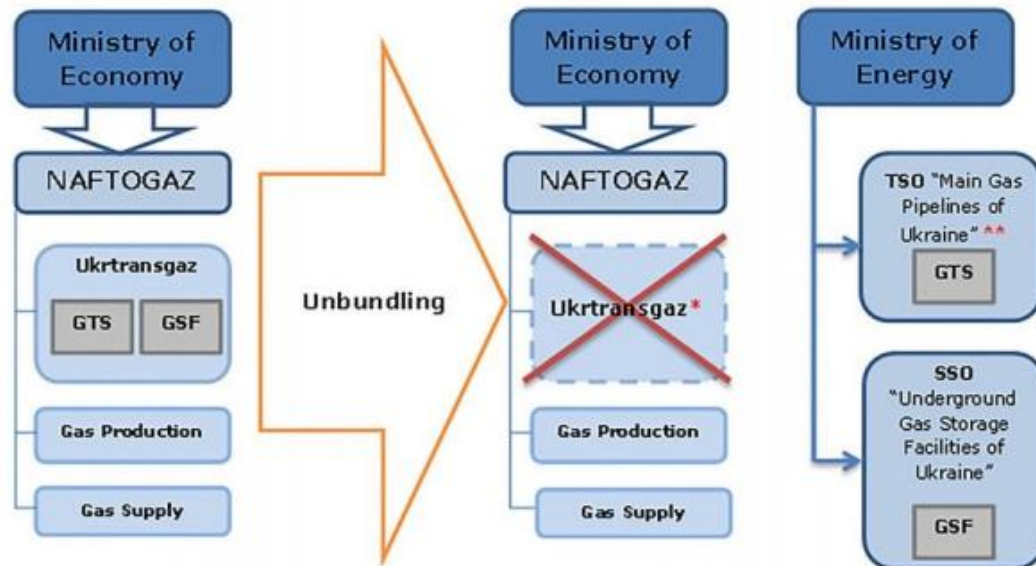 Ministry of
Economy
NAFTOGAZ
Ukrtransgaz
GTS
GSF
Gas Production
Gas Supply
Unbundling
Ministry of
Economy
NAFTOGAZ
Ukrtransgaz*
Gas Production
Gas Supply
Ministry of
Energy
TSO “Main Gas
Pipelines of
Ukraine” **
GTS
SSO
“Underground
Gas Storage
Facilities of
Ukraine”
GSF